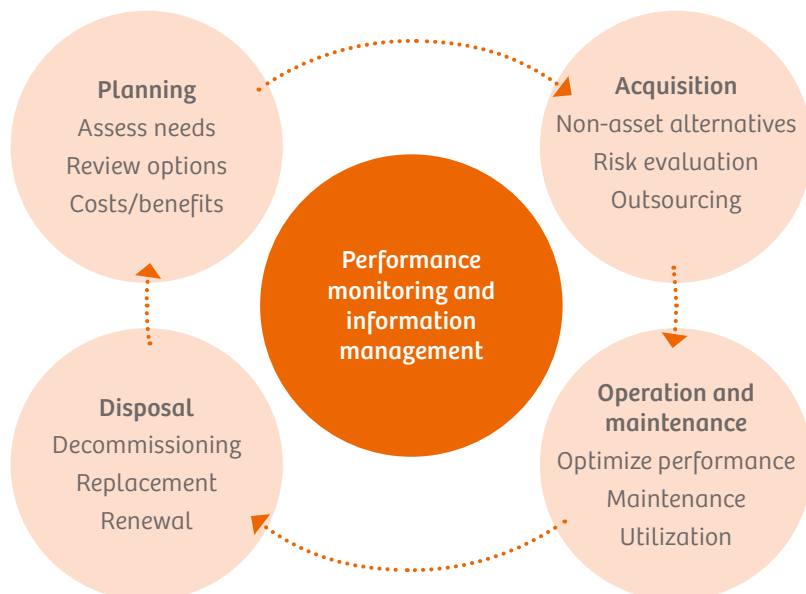 Planning
Assess needs
Review options
Costs/benefits
Acquisition
Non-asset alternatives
Risk evaluation
Outsourcing
Performance
monitoring and
information
management
Disposal
Decommissioning
Replacement
Renewal
Operation and
maintenance
Optimize performance
Maintenance
Utilization